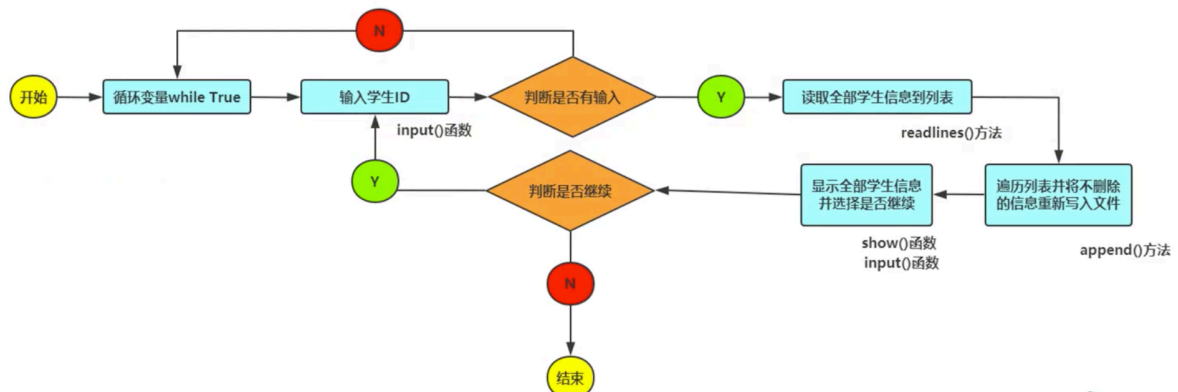 N
开始
循环变量while True
输入学生ID
判断是否有输入
Y
读取全部学生信息到列表
input()函数
readlines()方法
Y
判断是否继续
显示全部学生信息
并选择是否继续
遍历列表并将不删除
的信息重新写入文件
show()函数
input()函数
append()方法
N
结束